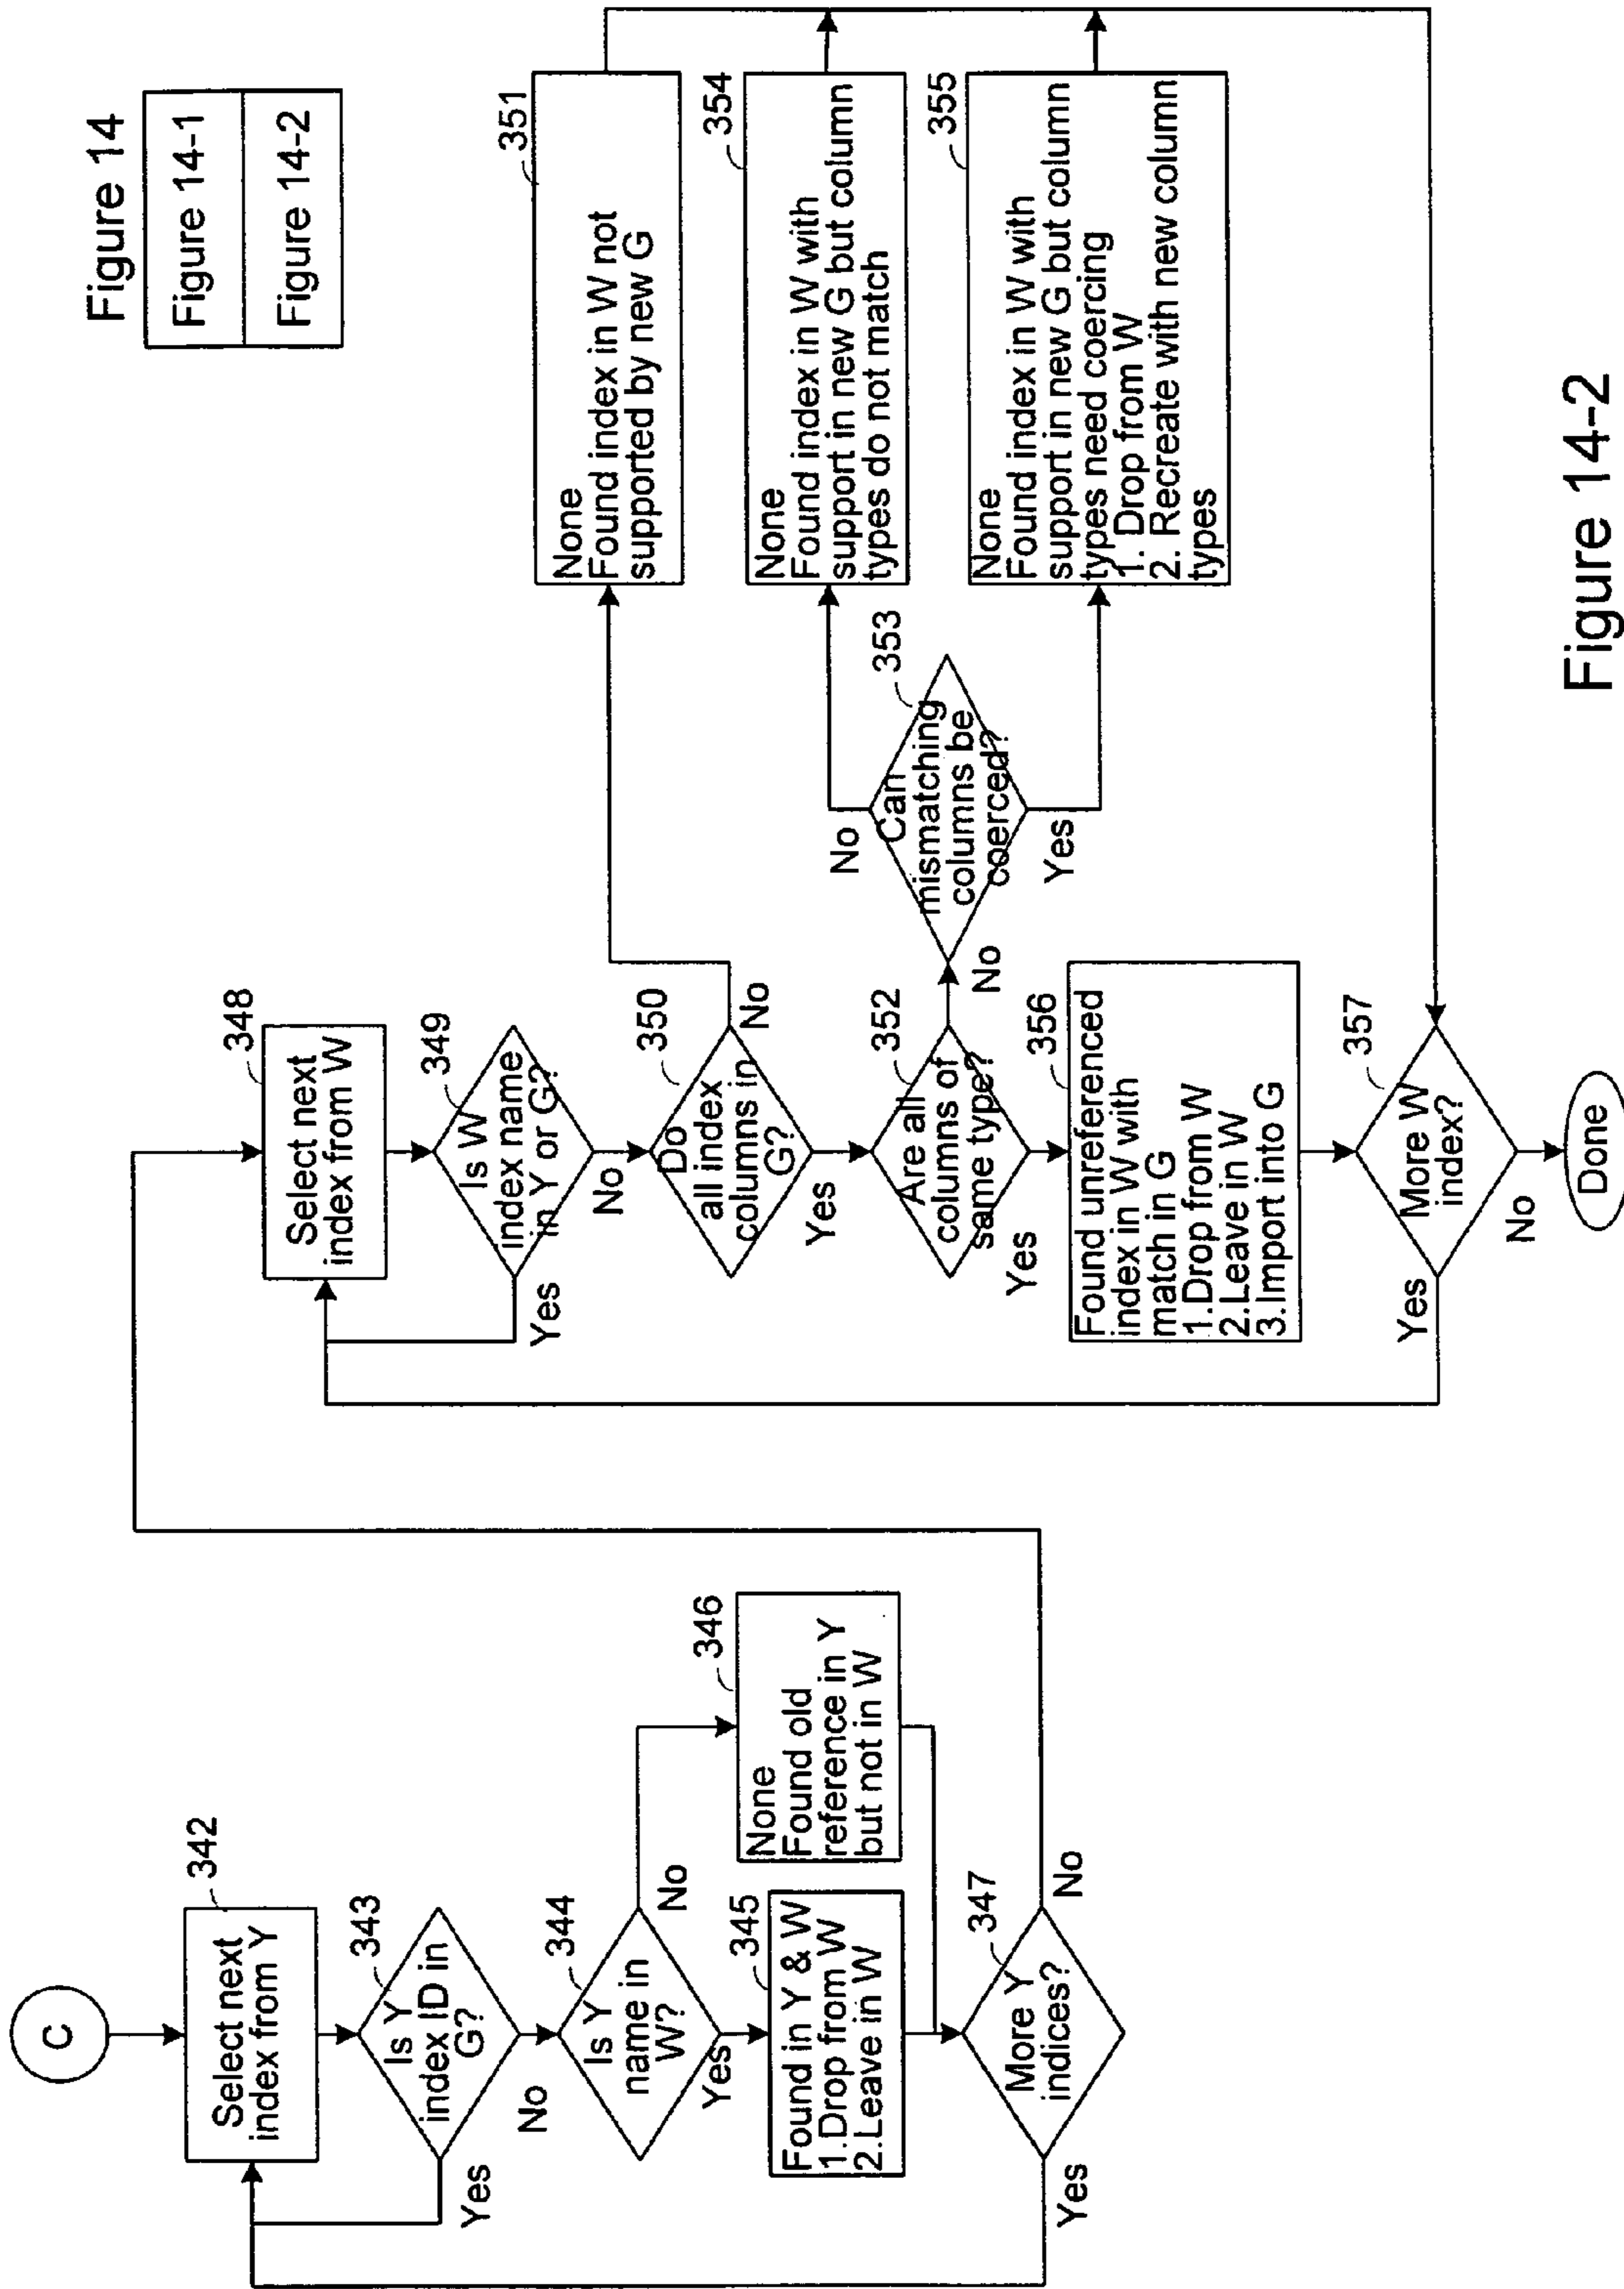 Figure 14
Figure 14-1
Figure 14-2
C
342
Select next
index from Y
343
Is Y
index ID in
G?
Yes
No
344
Is Y
name in
W?
No
Yes
345
Found in Y & W
1.Drop from W
2.Leave in W
346
None
Found old
reference in Y
but not in W
347
More Y
indices?
Yes
No
348
Select next
index from W
349
Is W
index name
in Y or G?
Yes
No
350
Do
all index
columns in
G?
No
Yes
351
None
Found index in W not
supported by new G
352
Are all
columns of
same type?
No
Yes
353
Can
mismatching
columns be
coerced?
No
Yes
354
None
Found index in W with
support in new G but column
types do not match
355
None
Found index in W with
support in new G but column
types need coercing
1. Drop from W
2. Recreate with new column
types
356
Found unreferenced
index in W with
match in G
1.Drop from W
2.Leave in W
3.Import into G
357
More W
index?
Yes
No
Done
Figure 14-2